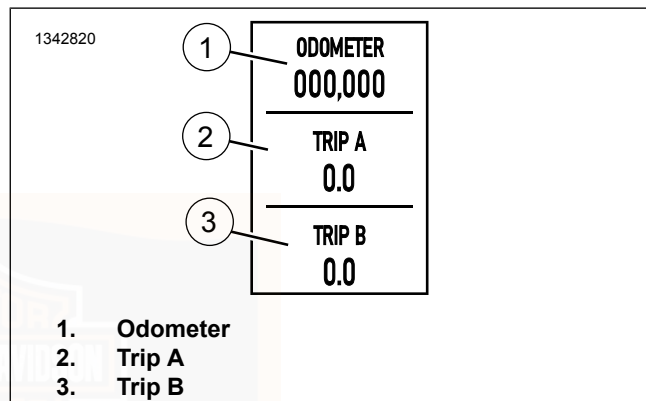 1342820
1
ODOMETER
000,000
2
TRIP A
0.0
3
TRIP B
0.0
1. Odometer
2. Trip A
3. Trip B